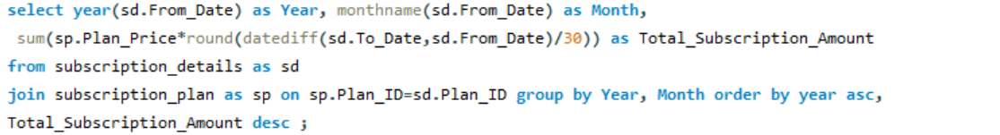 select year(sd.From_Date) as Year, monthname(sd.From_Date) as Month,
sum(sp.Plan_Price*round(datediff(sd.To_Date,sd.From_Date)/30)) as Total_Subscription_Amount
from subscription_details as sd
join subscription_plan as sp on sp.Plan_ID=sd.Plan_ID group by Year, Month order by year asc,
Total_Subscription_Amount desc ;